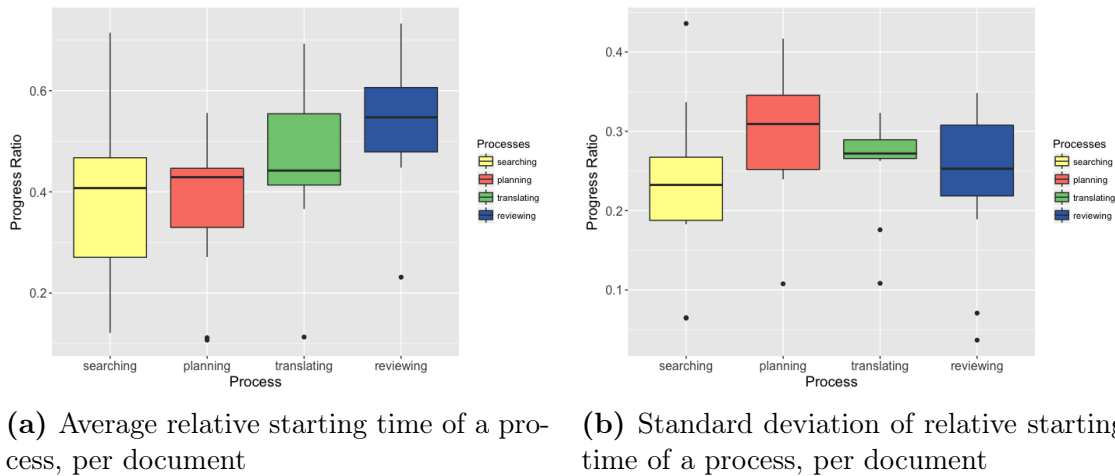 Progress Ratio
0.6
0.4
0.2
searching
planning
translating
reviewing
Process
Processes
searching
planning
translating
reviewing
(a) Average relative starting time of a pro-
cess, per document
Progress Ratio
0.4
0.3
0.2
0.1
searching
planning
translating
reviewing
Process
Processes
searching
planning
translating
reviewing
(b) Standard deviation of relative starting
time of a process, per document